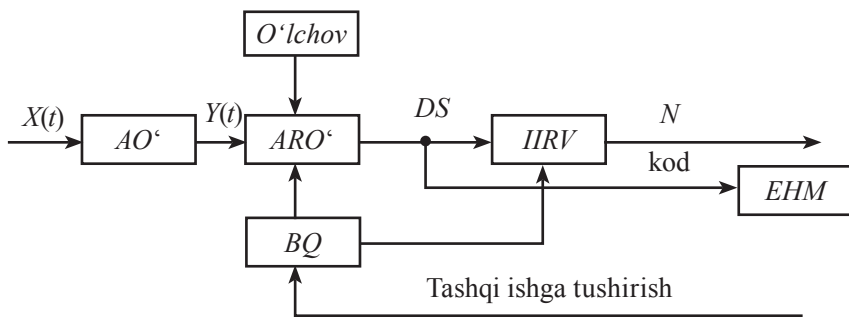 O‘lchov
X(t)
AO‘
Y(t)
ARO‘
DS
IIRV
N
kod
EHM
BQ
Tashqi ishga tushirish